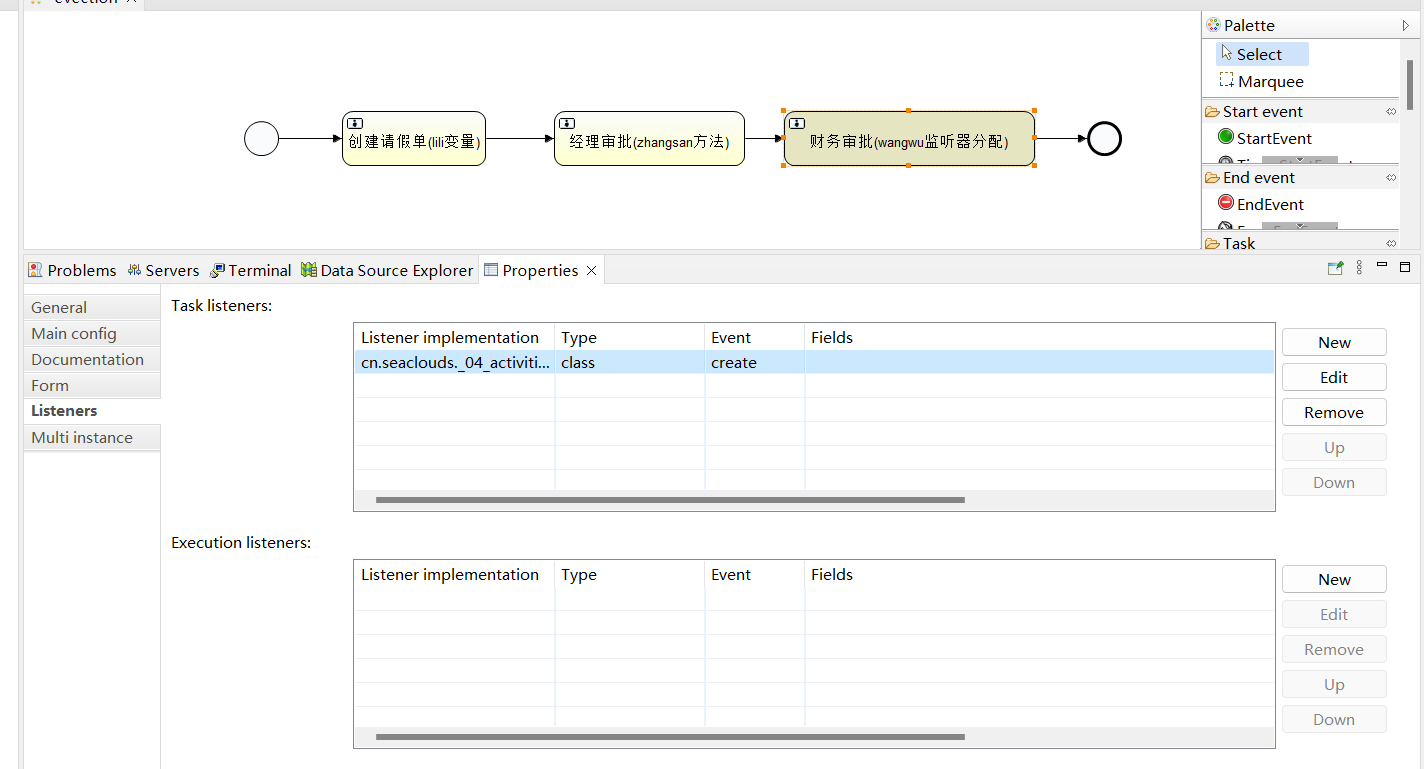 evection
Palette
Select
Marquee
Start event
StartEvent
End event
EndEvent
Task
创建请假单(lili变量)
经理审批(zhangsan方法)
财务审批(wangwu监听器分配)
Problems Servers Terminal Data Source Explorer Properties
General
Main config
Documentation
Form
Listeners
Multi instance
Task listeners:
Listener implementation Type Event Fields
cn.seaclouds._04_activiti... class create
New
Edit
Remove
Up
Down
Execution listeners:
Listener implementation Type Event Fields
New
Edit
Remove
Up
Down